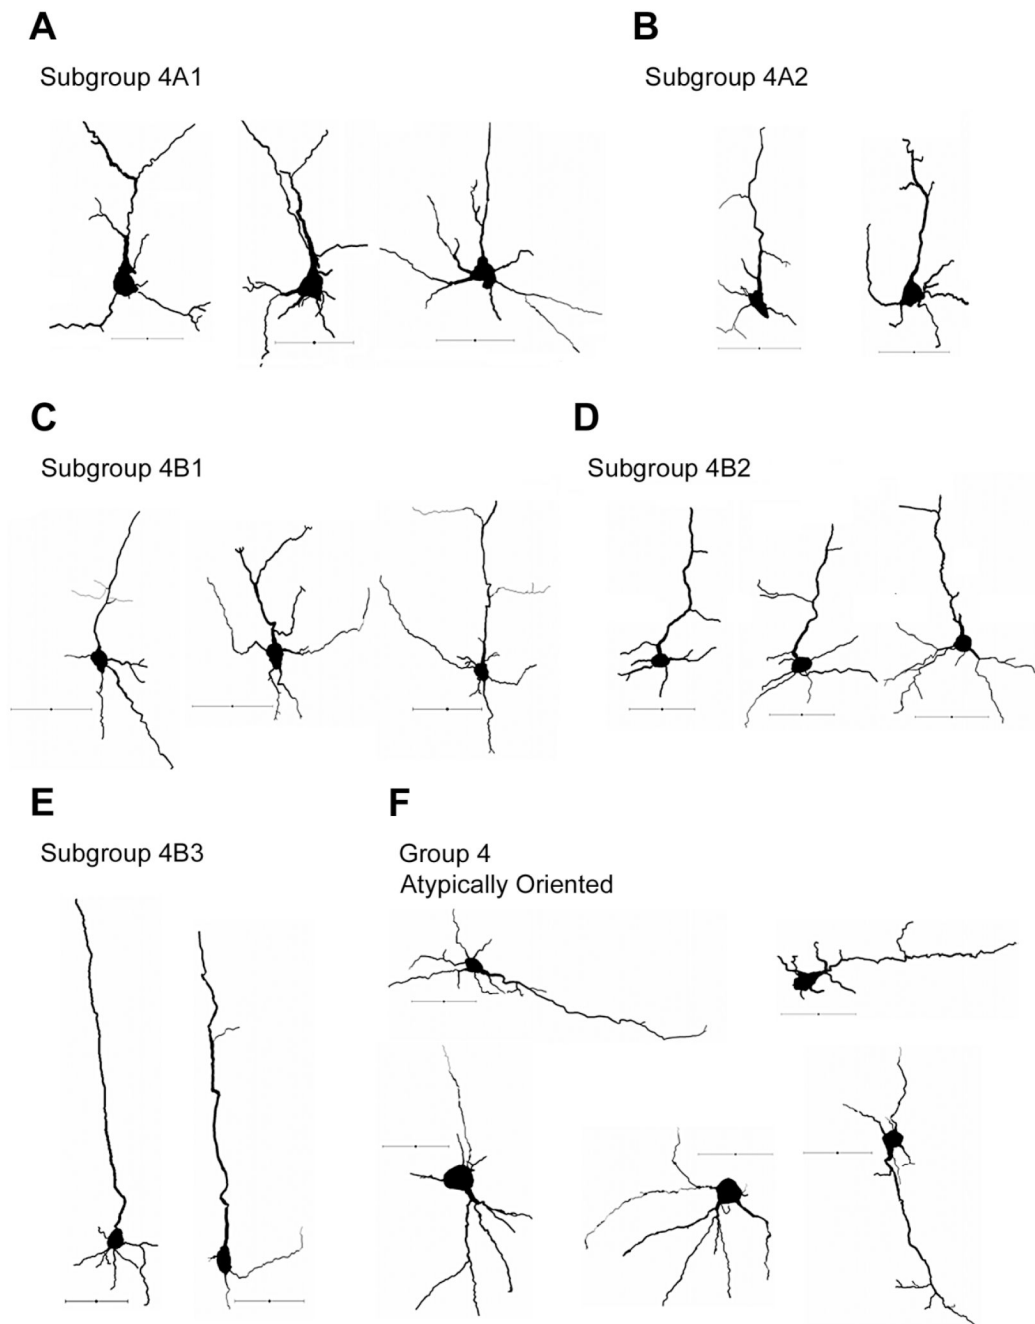 A
Subgroup 4A1
B
Subgroup 4A2
C
Subgroup 4B1
D
Subgroup 4B2
E
Subgroup 4B3
F
Group 4
Atypically Oriented